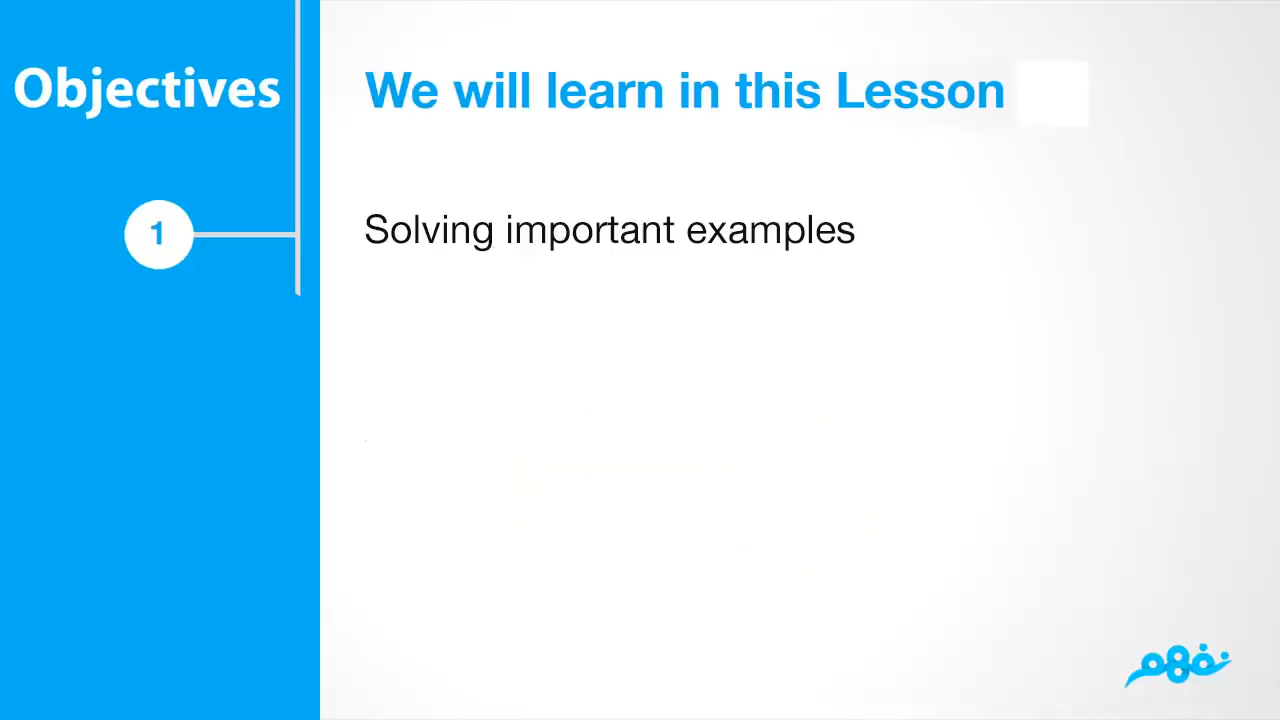 Objectives
We will learn in this Lesson
1
Solving important examples
نفهم